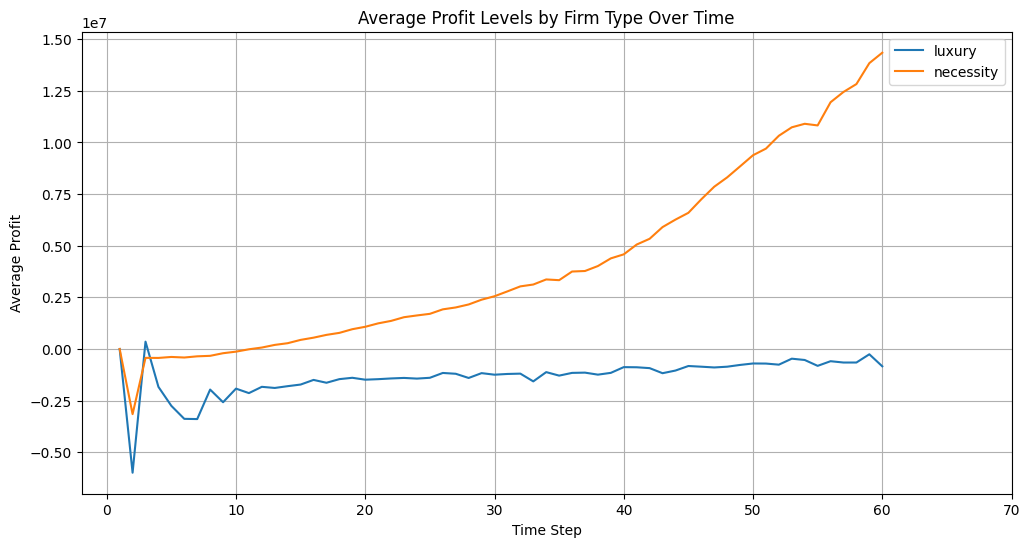 Average Profit Levels by Firm Type Over Time
1e7
luxury
necessity
1.50
1.25
1.00
0.75
0.50
0.25
0.00
−0.25
−0.50
Average Profit
0 10 20 30 40 50 60 70
Time Step